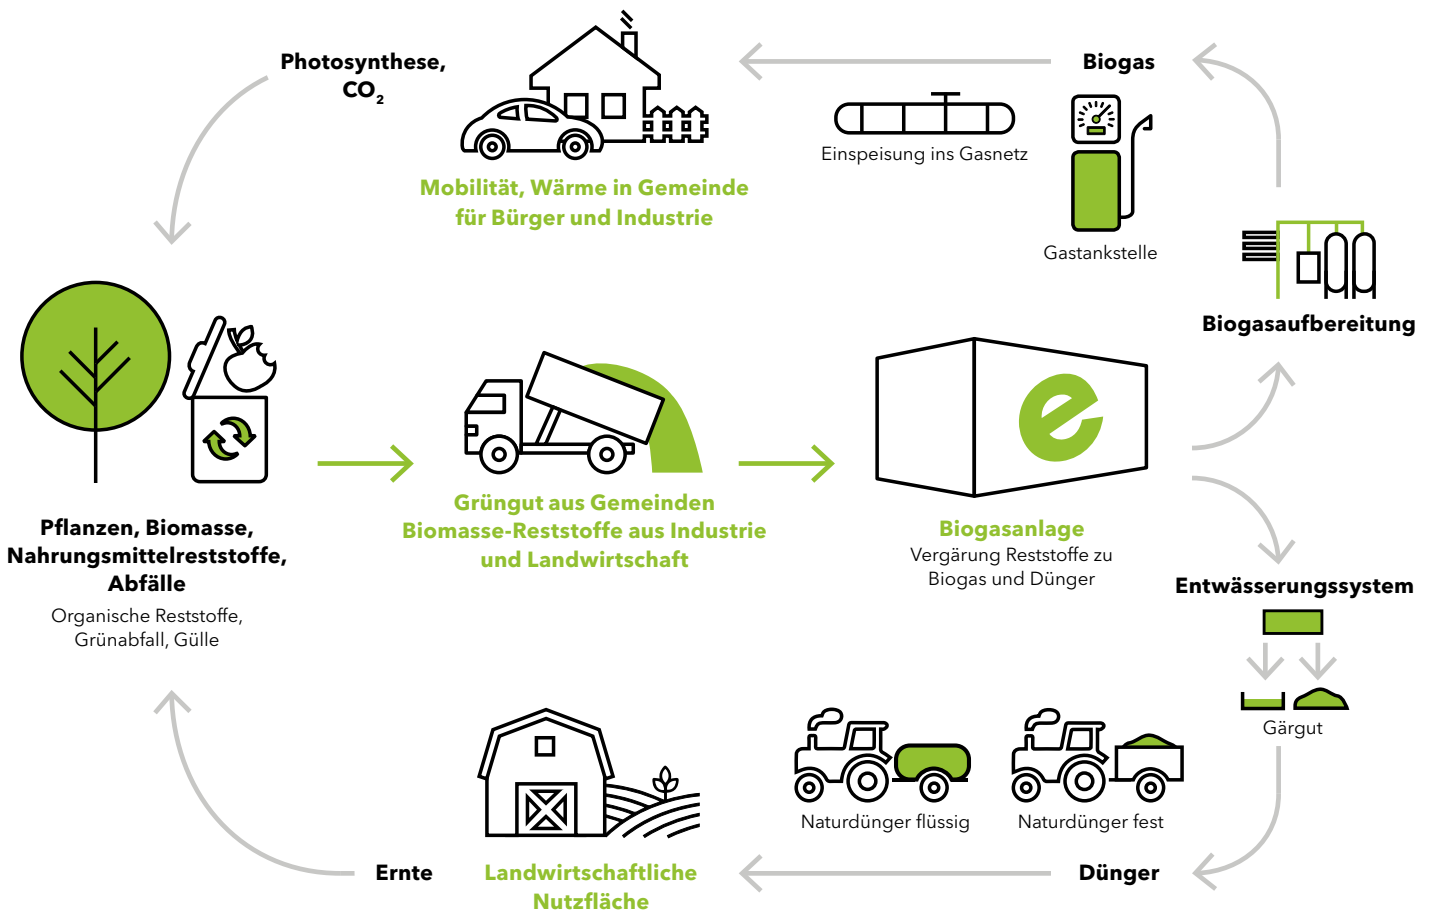 Photosynthese,
CO₂
Mobilität, Wärme in Gemeinde
für Bürger und Industrie
Einspeisung ins Gasnetz
Biogas
Gastankstelle
Biogasaufbereitung
Pflanzen, Biomasse,
Nahrungsmittelreststoffe,
Abfälle
Organische Reststoffe,
Grünabfall, Gülle
Grüngut aus Gemeinden
Biomasse-Reststoffe aus Industrie
und Landwirtschaft
Biogasanlage
Vergärung Reststoffe zu
Biogas und Dünger
Entwässerungssystem
Gärgut
Naturdünger flüssig
Naturdünger fest
Ernte
Landwirtschaftliche
Nutzfläche
Dünger